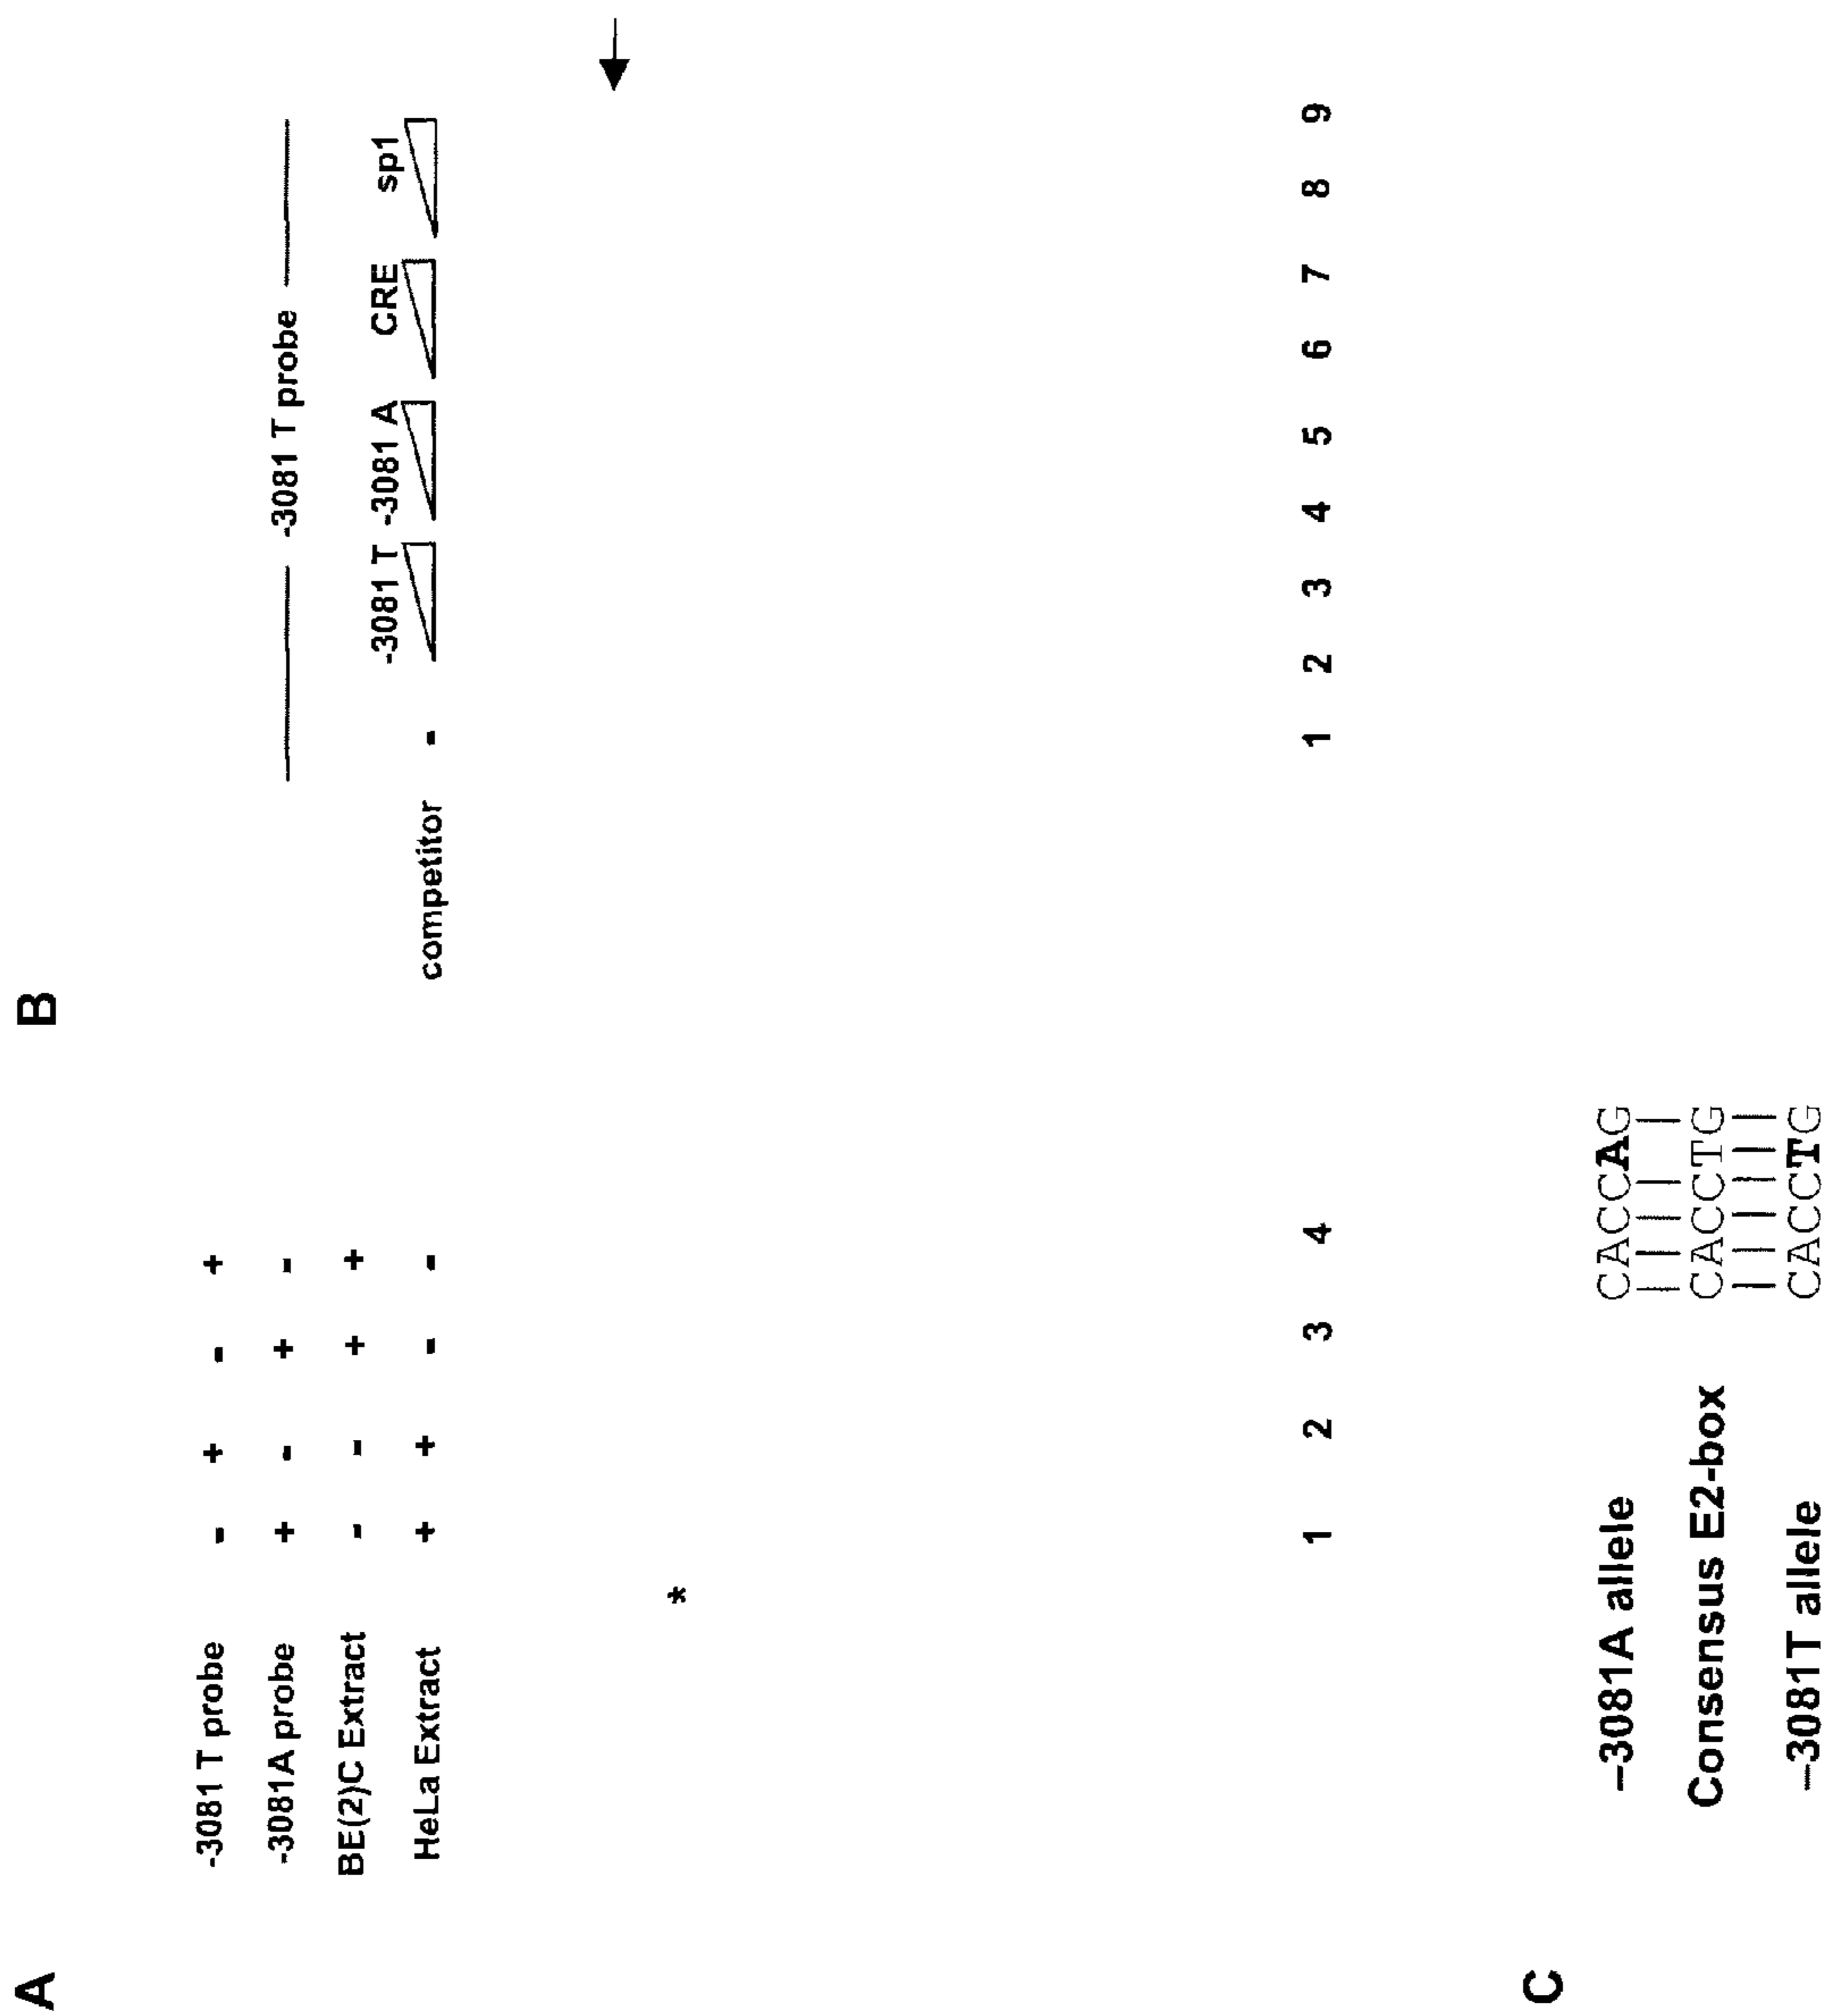 A
-3081 T probe - + - +
-3081A probe + - + -
BE(2)C Extract - - + +
HeLa Extract + + - -
*
1 2 3 4
B
-3081 T probe
-3081 T -3081 A CRE sp1
competitor -
1 2 3 4 5 6 7 8 9
C
–3081A allele CACCAG
Consensus E2-box CACCTG
–3081T allele CACCTG